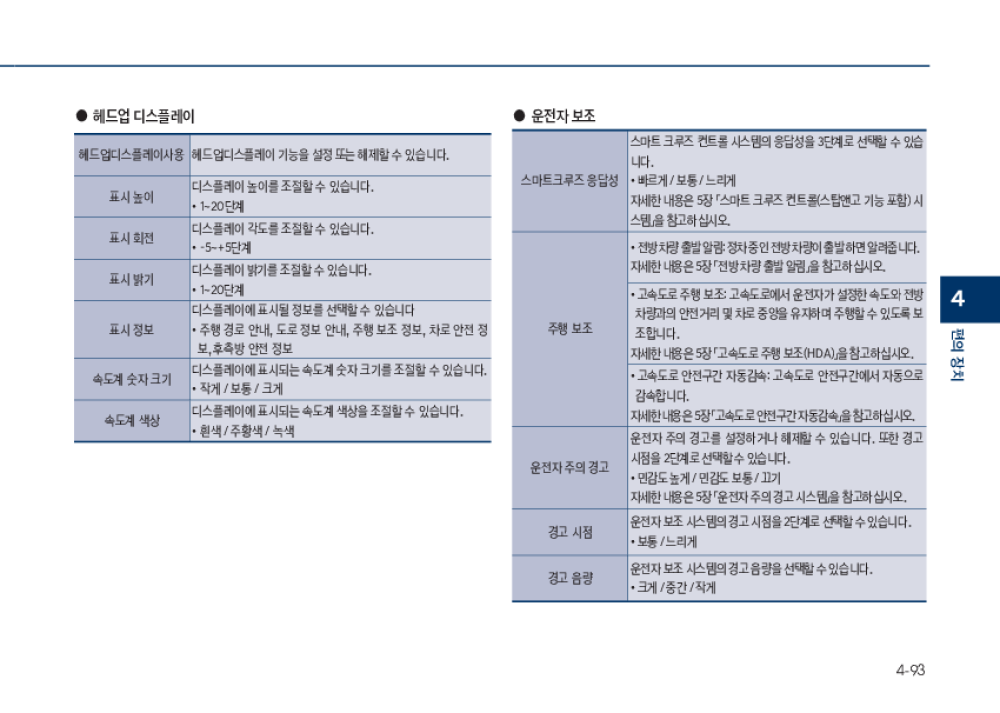 ● 헤드업 디스플레이
헤드업디스플레이사용
헤드업디스플레이 기능을 설정 또는 해제할 수 있습니다.
표시 높이
디스플레이 높이를 조절할 수 있습니다.
• 1~20단계
표시 회전
디스플레이 각도를 조절할 수 있습니다.
• -5~+5단계
표시 밝기
디스플레이 밝기를 조절할 수 있습니다.
• 1~20단계
표시 정보
디스플레이에 표시될 정보를 선택할 수 있습니다
• 주행 경로 안내, 도로 정보 안내, 주행 보조 정보, 차로 안전 정
보, 후측방 안전 정보
속도계 숫자 크기
디스플레이에 표시되는 속도계 숫자 크기를 조절할 수 있습니다.
• 작게 / 보통 / 크게
속도계 색상
디스플레이에 표시되는 속도계 색상을 조절할 수 있습니다.
• 흰색 / 주황색 / 녹색
● 운전자 보조
스마트크루즈 응답성
스마트 크루즈 컨트롤 시스템의 응답성을 3단계로 선택할 수 있습
니다.
• 빠르게 / 보통 / 느리게
자세한 내용은 5장 「스마트 크루즈 컨트롤(스탑앤고 기능 포함) 시
스템」을 참고하십시오.
주행 보조
• 전방 차량 출발 알림: 정차 중인 전방 차량이 출발하면 알려줍니다.
자세한 내용은 5장 「전방 차량 출발 알림」을 참고하십시오.
• 고속도로 주행 보조: 고속도로에서 운전자가 설정한 속도와 전방
차량과의 안전거리 및 차로 중앙을 유지하며 주행할 수 있도록 보
조합니다.
자세한 내용은 5장 「고속도로 주행 보조(HDA)」을 참고하십시오.
• 고속도로 안전구간 자동감속: 고속도로 안전구간에서 자동으로
감속합니다.
자세한 내용은 5장 「고속도로 안전구간 자동감속」을 참고하십시오.
운전자 주의 경고
운전자 주의 경고를 설정하거나 해제할 수 있습니다. 또한 경고
시점을 2단계로 선택할 수 있습니다.
• 민감도 높게 / 민감도 보통 / 끄기
자세한 내용은 5장 「운전자 주의 경고 시스템」을 참고하십시오.
경고 시점
운전자 보조 시스템의 경고 시점을 2단계로 선택할 수 있습니다.
• 보통 / 느리게
경고 음량
운전자 보조 시스템의 경고 음량을 선택할 수 있습니다.
• 크게 / 중간 / 작게
4
편의 장치
4-93